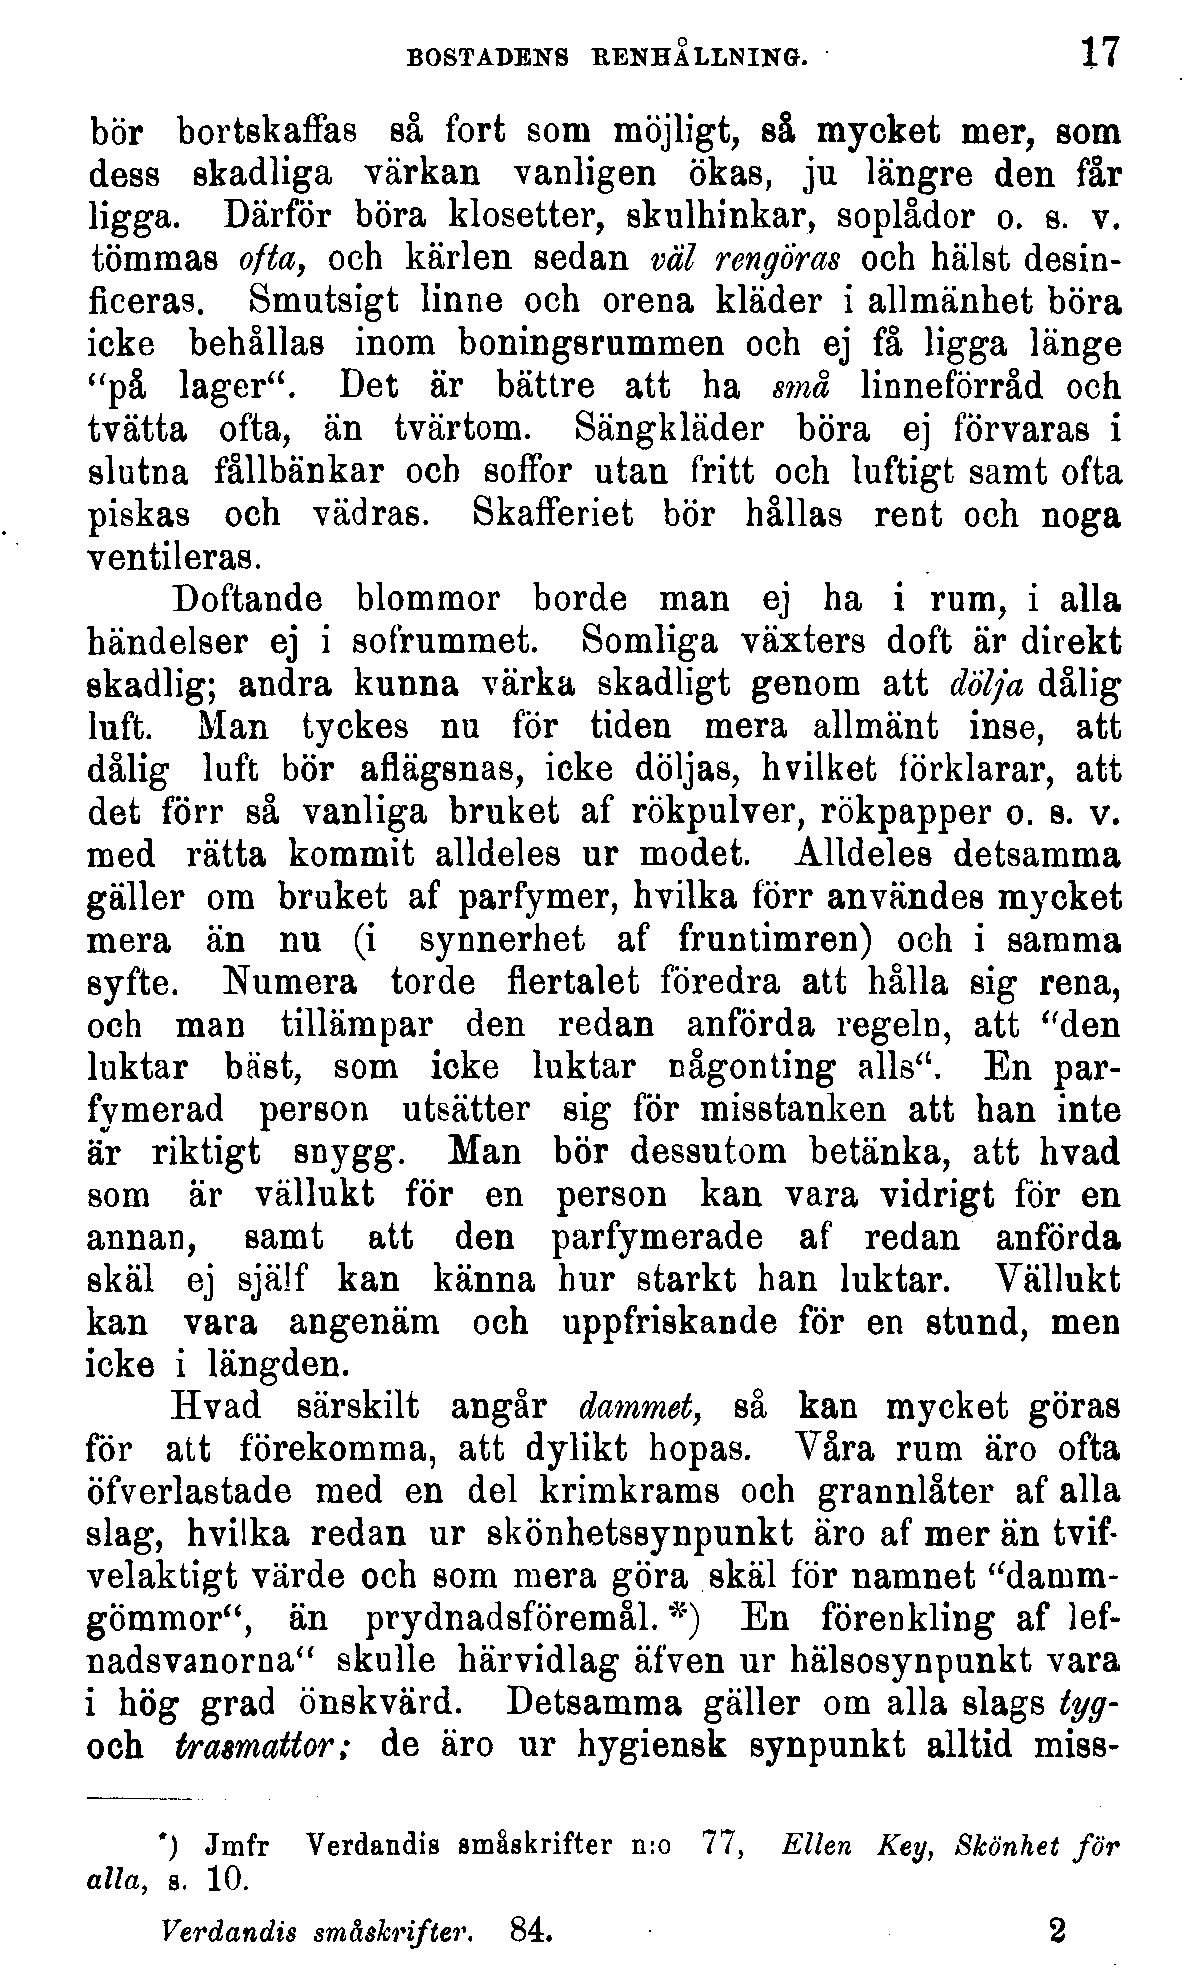 BOSTADENS RENHÅLLNING. 17
bör bortskaffas så fort som möjligt, så mycket mer, som
dess skadliga värkan vanligen ökas, ju längre den får
ligga. Därför böra klosetter, skulhinkar, soplådor o. s. v.
tömmas ofta, och kärlen sedan väl rengöras och hälst desin-
ficeras. Smutsigt linne och orena kläder i allmänhet böra
icke behållas inom boningsrummen och ej få ligga länge
“på lager“. Det är bättre att ha små linneförråd och
tvätta ofta, än tvärtom. Sängkläder böra ej förvaras i
slutna fållbänkar och soffor utan fritt och luftigt samt ofta
piskas och vädras. Skafferiet bör hållas rent och noga
ventileras.
Doftande blommor borde man ej ha i rum, i alla
händelser ej i sofrummet. Somliga växters doft är direkt
skadlig; andra kunna värka skadligt genom att dölja dålig
luft. Man tyckes nu för tiden mera allmänt inse, att
dålig luft bör aflägsnas, icke döljas, hvilket förklarar, att
det förr så vanliga bruket af rökpulver, rökpapper o. s. v.
med rätta kommit alldeles ur modet. Alldeles detsamma
gäller om bruket af parfymer, hvilka förr användes mycket
mera än nu (i synnerhet af fruntimren) och i samma
syfte. Numera torde flertalet föredra att hålla sig rena,
och man tillämpar den redan anförda regeln, att “den
luktar bäst, som icke luktar någonting alls“. En par-
fymerad person utsätter sig för misstanken att han inte
är riktigt snygg. Man bör dessutom betänka, att hvad
som är vällukt för en person kan vara vidrigt för en
annan, samt att den parfymerade af redan anförda
skäl ej själf kan känna hur starkt han luktar. Vällukt
kan vara angenäm och uppfriskande för en stund, men
icke i längden.
Hvad särskilt angår dammet, så kan mycket göras
för att förekomma, att dylikt hopas. Våra rum äro ofta
öfverlastade med en del krimkrams och grannlåter af alla
slag, hvilka redan ur skönhetssynpunkt äro af mer än tvif-
velaktigt värde och som mera göra skäl för namnet “damm-
gömmor“, än prydnadsföremål.*) En förenkling af lef-
nadsvanorna“ skulle härvidlag äfven ur hälsosynpunkt vara
i hög grad önskvärd. Detsamma gäller om alla slags tyg-
och trasmattor; de äro ur hygiensk synpunkt alltid miss-
*) Jmfr Verdandis småskrifter n:o 77, Ellen Key, Skönhet för
alla, s. 10.
Verdandis småskrifter. 84. 2